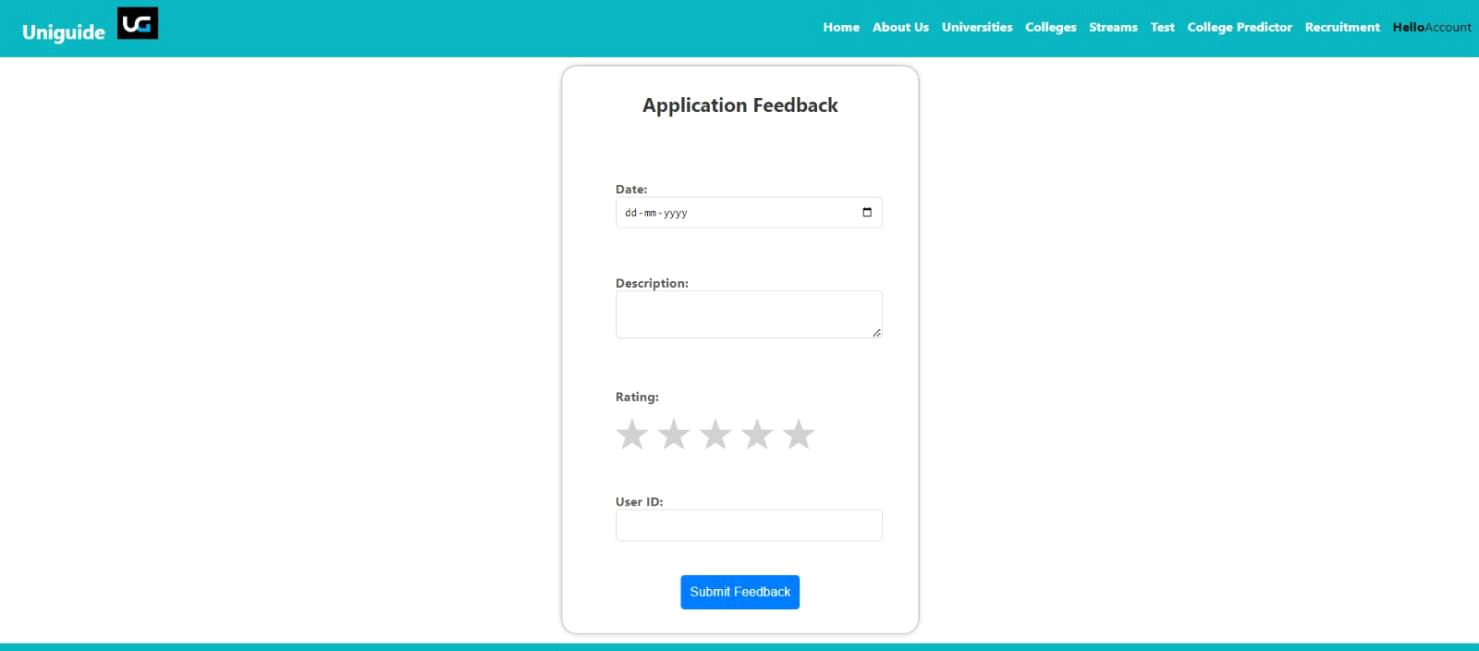 Uniguide UG Home About Us Universities Colleges Streams Test College Predictor Recruitment HelloAccount
Application Feedback
Date:
dd-mm-yyyy
Description:
Rating:
User ID:
Submit Feedback